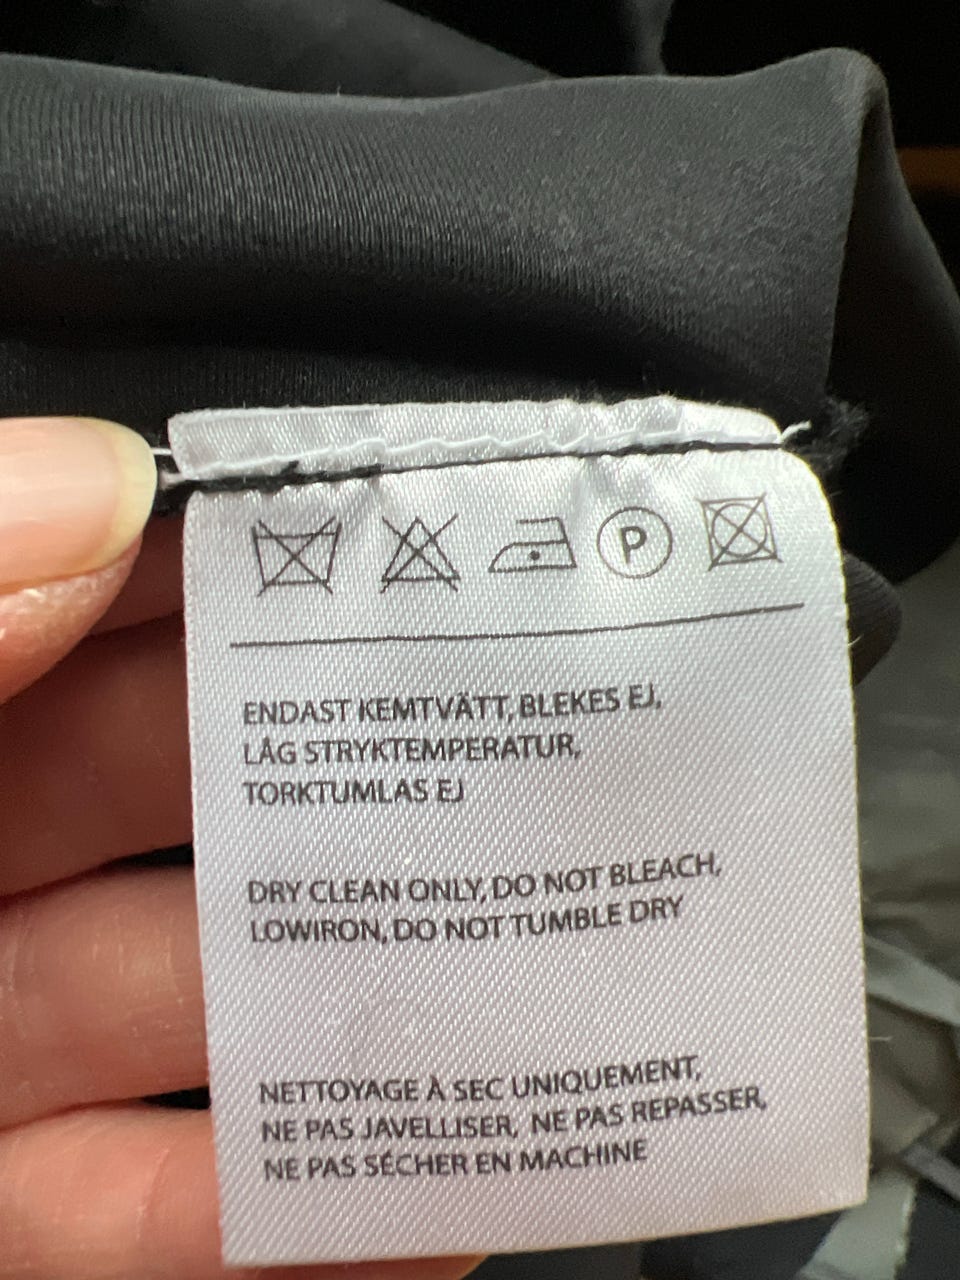 P
ENDAST KEMTVÄTT, BLEKES EJ,
LÅG STRYKTEMPERATUR,
TORKTUMLAS EJ
DRY CLEAN ONLY, DO NOT BLEACH,
LOWIRON, DO NOT TUMBLE DRY
NETTOYAGE À SEC UNIQUEMENT,
NE PAS JAVELLISER, NE PAS REPASSER,
NE PAS SÉCHER EN MACHINE